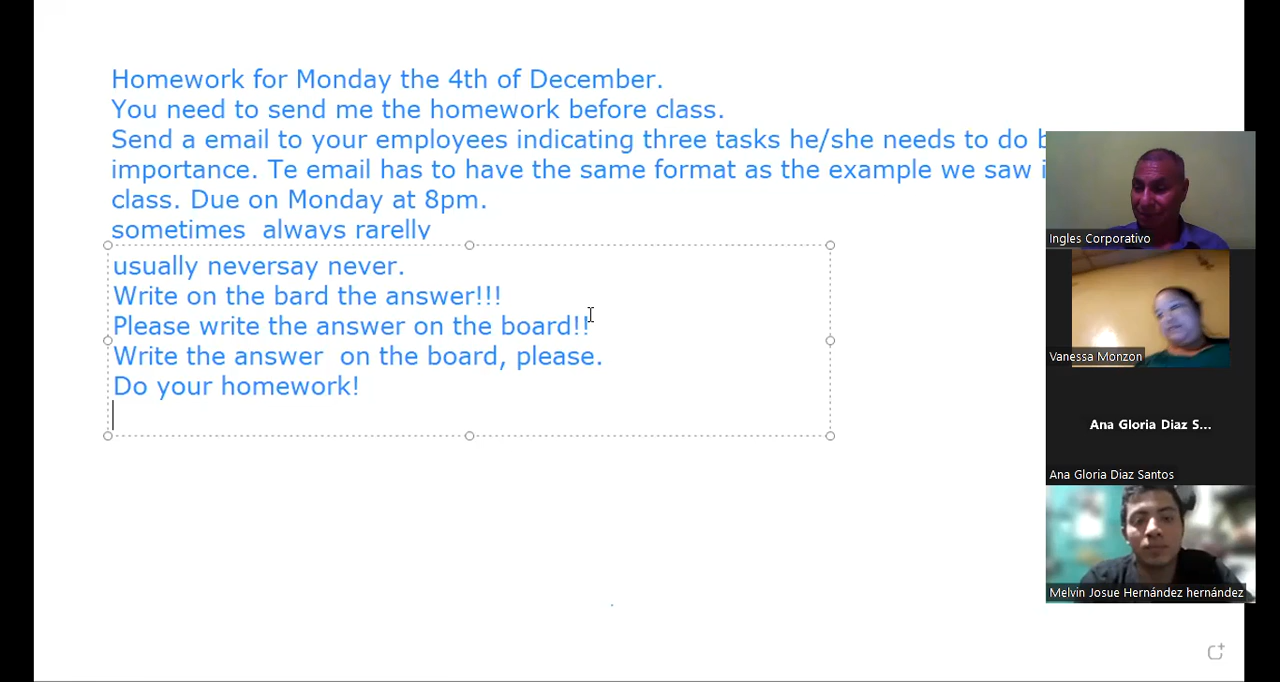 Homework for Monday the 4th of December.
You need to send me the homework before class.
Send a email to your employees indicating three tasks he/she needs to do
importance. Te email has to have the same format as the example we saw
class. Due on Monday at 8pm.
sometimes always rarelly
usually neversay never.
Write on the bard the answer!!!
Please write the answer on the board!!
Write the answer on the board, please.
Do your homework!
Ingles Corporativo
Vanessa Monzon
Ana Gloria Diaz S...
Ana Gloria Diaz Santos
Melvin Josue Hernández hernández